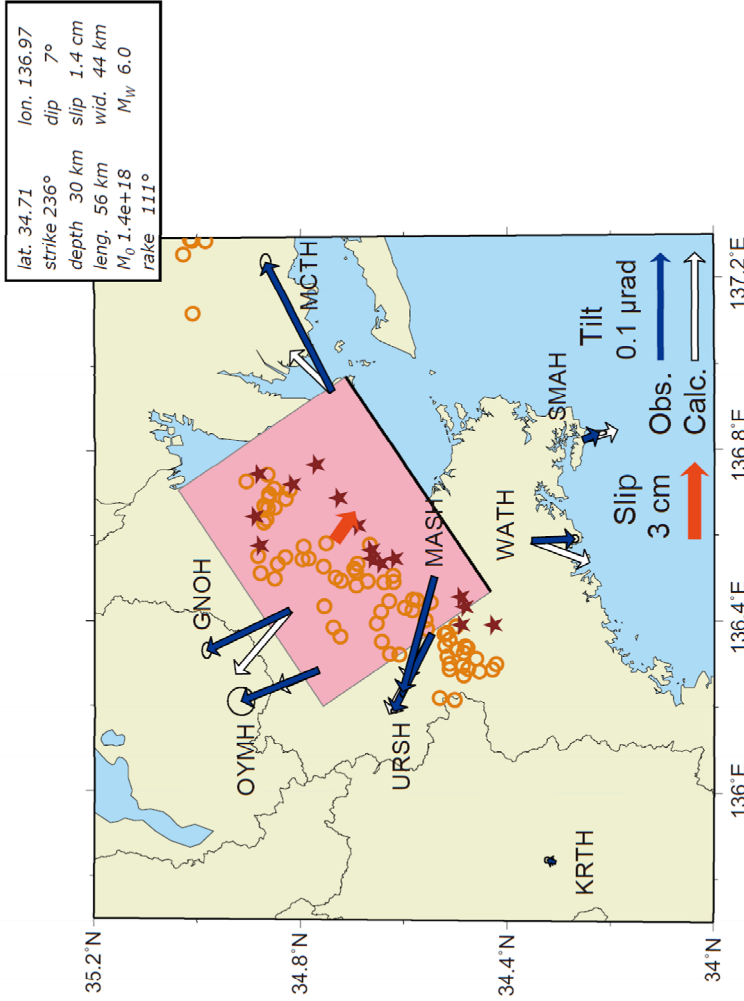 lat. 34.71 lon. 136.97
strike 236° dip 7°
depth 30 km slip 1.4 cm
leng. 56 km wid. 44 km
M₀ 1.4e+18 Mw 6.0
rake 111°
GNOH
OYMH
MCTH
MASH
URSH
WATH
SMAH
KRTH
Slip
3 cm
Tilt
0.1 μrad
Obs.
Calc.
35.2°N
34.8°N
34.4°N
34°N
136°E
136.4°E
136.8°E
137.2°E